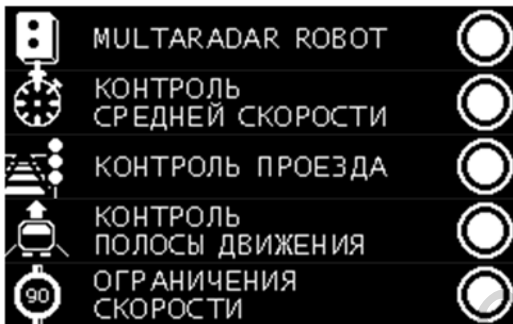 MULTARADAR ROBOT
КОНТРОЛЬ
СРЕДНЕЙ СКОРОСТИ
КОНТРОЛЬ ПРОЕЗДА
КОНТРОЛЬ
ПОЛОСЫ ДВИЖЕНИЯ
ОГРАНИЧЕНИЯ
90
СКОРОСТИ